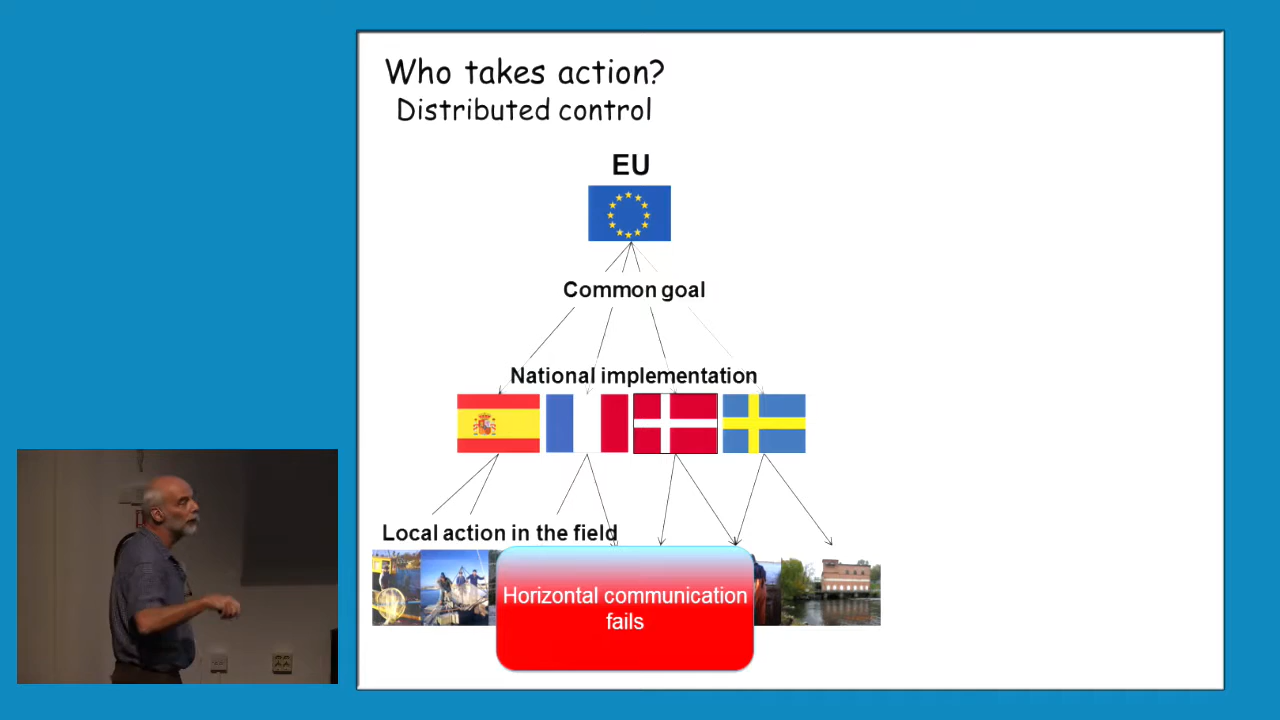 Who takes action?
Distributed control
EU
Common goal
National implementation
Local action in the field
Horizontal communication
fails